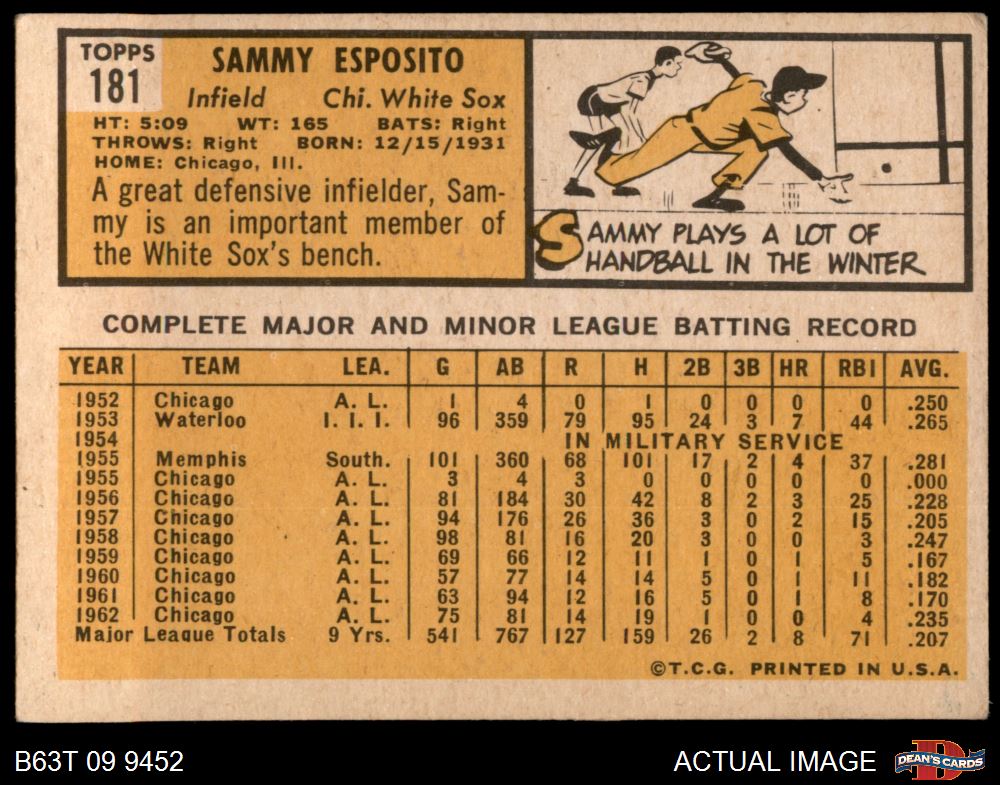 TOPPS
181
SAMMY ESPOSITO
Infield Chi. White Sox
HT: 5:09 WT: 165 BATS: Right
THROWS: Right BORN: 12/15/1931
HOME: Chicago, Ill.
A great defensive infielder, Sam-
my is an important member of
the White Sox's bench.
SAMMY PLAYS A LOT OF
HANDBALL IN THE WINTER
COMPLETE MAJOR AND MINOR LEAGUE BATTING RECORD
YEAR TEAM LEA. G AB R H 2B 3B HR RBI AVG.
1952 Chicago A. L. 1 4 0 1 0 0 0 0 .250
1953 Waterloo I. I. I. 96 359 79 95 24 3 7 44 .265
1954 IN MILITARY SERVICE
1955 Memphis South. 101 360 68 101 17 2 4 37 .281
1955 Chicago A. L. 3 4 3 0 0 0 0 0 .000
1956 Chicago A. L. 81 184 30 42 8 2 3 25 .228
1957 Chicago A. L. 94 176 26 36 3 0 2 15 .205
1958 Chicago A. L. 98 81 16 20 3 0 0 3 .247
1959 Chicago A. L. 69 66 12 11 1 0 1 5 .167
1960 Chicago A. L. 57 77 14 14 5 0 1 11 .182
1961 Chicago A. L. 63 94 12 16 5 0 1 8 .170
1962 Chicago A. L. 75 81 14 19 1 0 0 4 .235
Major League Totals 9 Yrs. 541 767 127 159 26 2 8 71 .207
©T.C.G. PRINTED IN U.S.A.
B63T 09 9452 ACTUAL IMAGE
DEAN'S CARDS